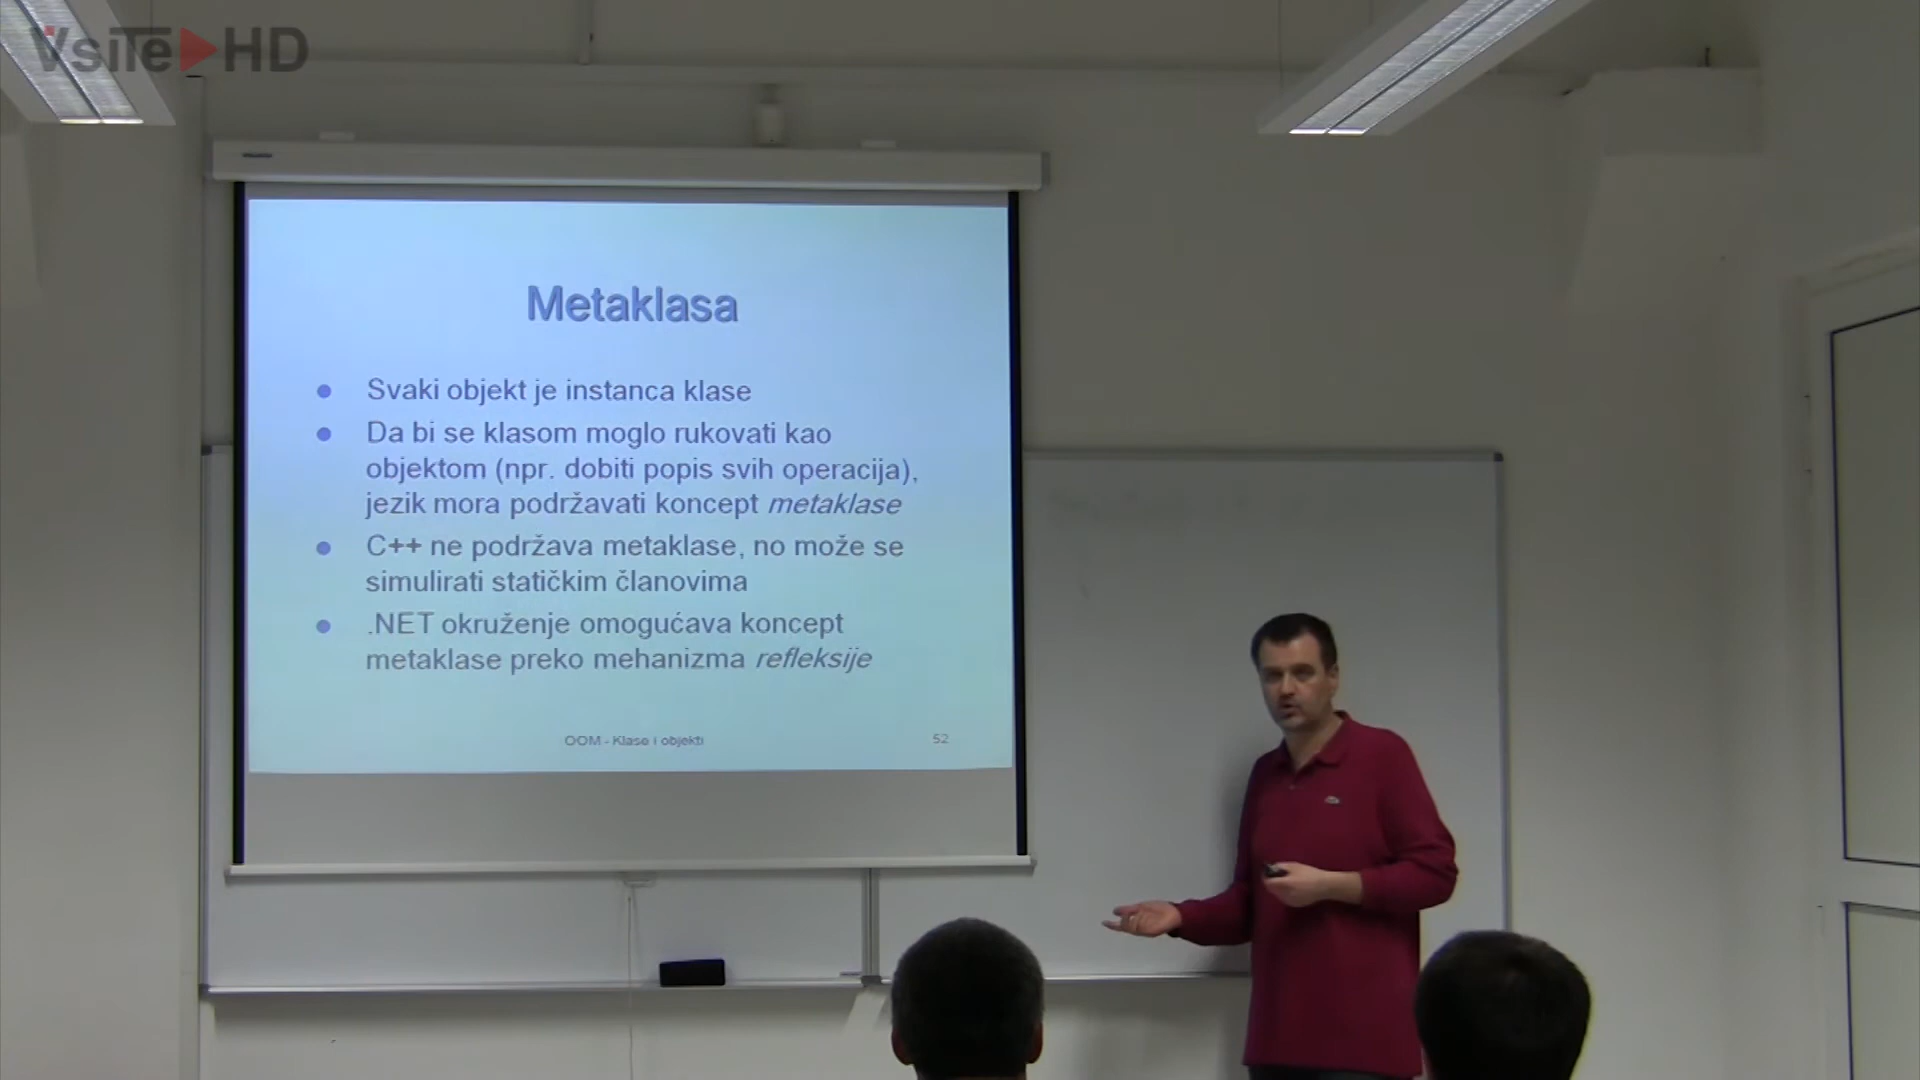 VsiTe HD
Metaklasa
Svaki objekt je instanca klase
Da bi se klasom moglo rukovati kao
objektom (npr. dobiti popis svih operacija),
jezik mora podržavati koncept metaklase
C++ ne podržava metaklase, no može se
simulirati statičkim članovima
.NET okruženje omogućava koncept
metaklase preko mehanizma refleksije
OOM - Klase i objekti
52